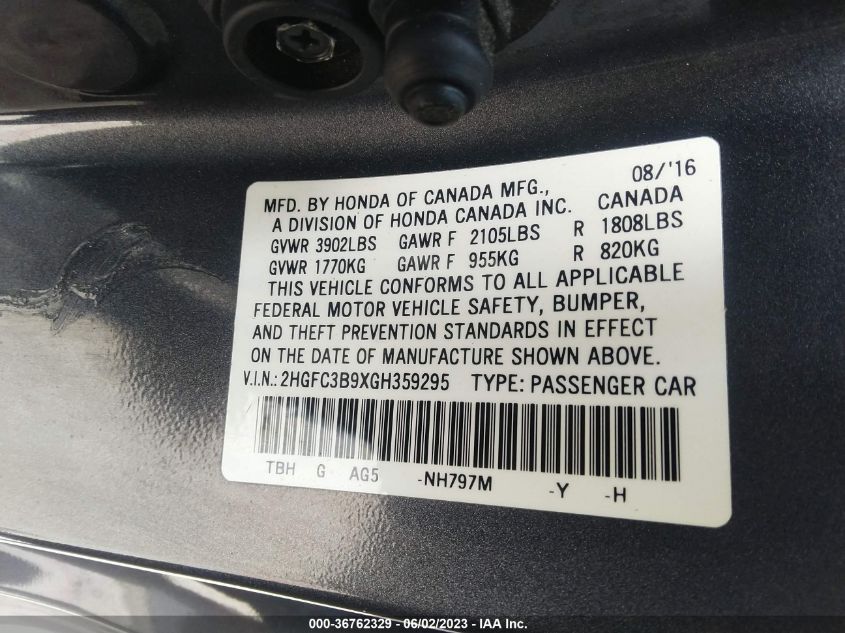 08/'16
MFD. BY HONDA OF CANADA MFG.,
A DIVISION OF HONDA CANADA INC. CANADA
GVWR 3902LBS GAWR F 2105LBS R 1808LBS
GVWR 1770KG GAWR F 955KG R 820KG
THIS VEHICLE CONFORMS TO ALL APPLICABLE
FEDERAL MOTOR VEHICLE SAFETY, BUMPER,
AND THEFT PREVENTION STANDARDS IN EFFECT
ON THE DATE OF MANUFACTURE SHOWN ABOVE.
V.I.N.: 2HGFC3B9XGH359295 TYPE: PASSENGER CAR
TBH G AG5 -NH797M -Y -H
000-36762329 - 06/02/2023 - IAA Inc.